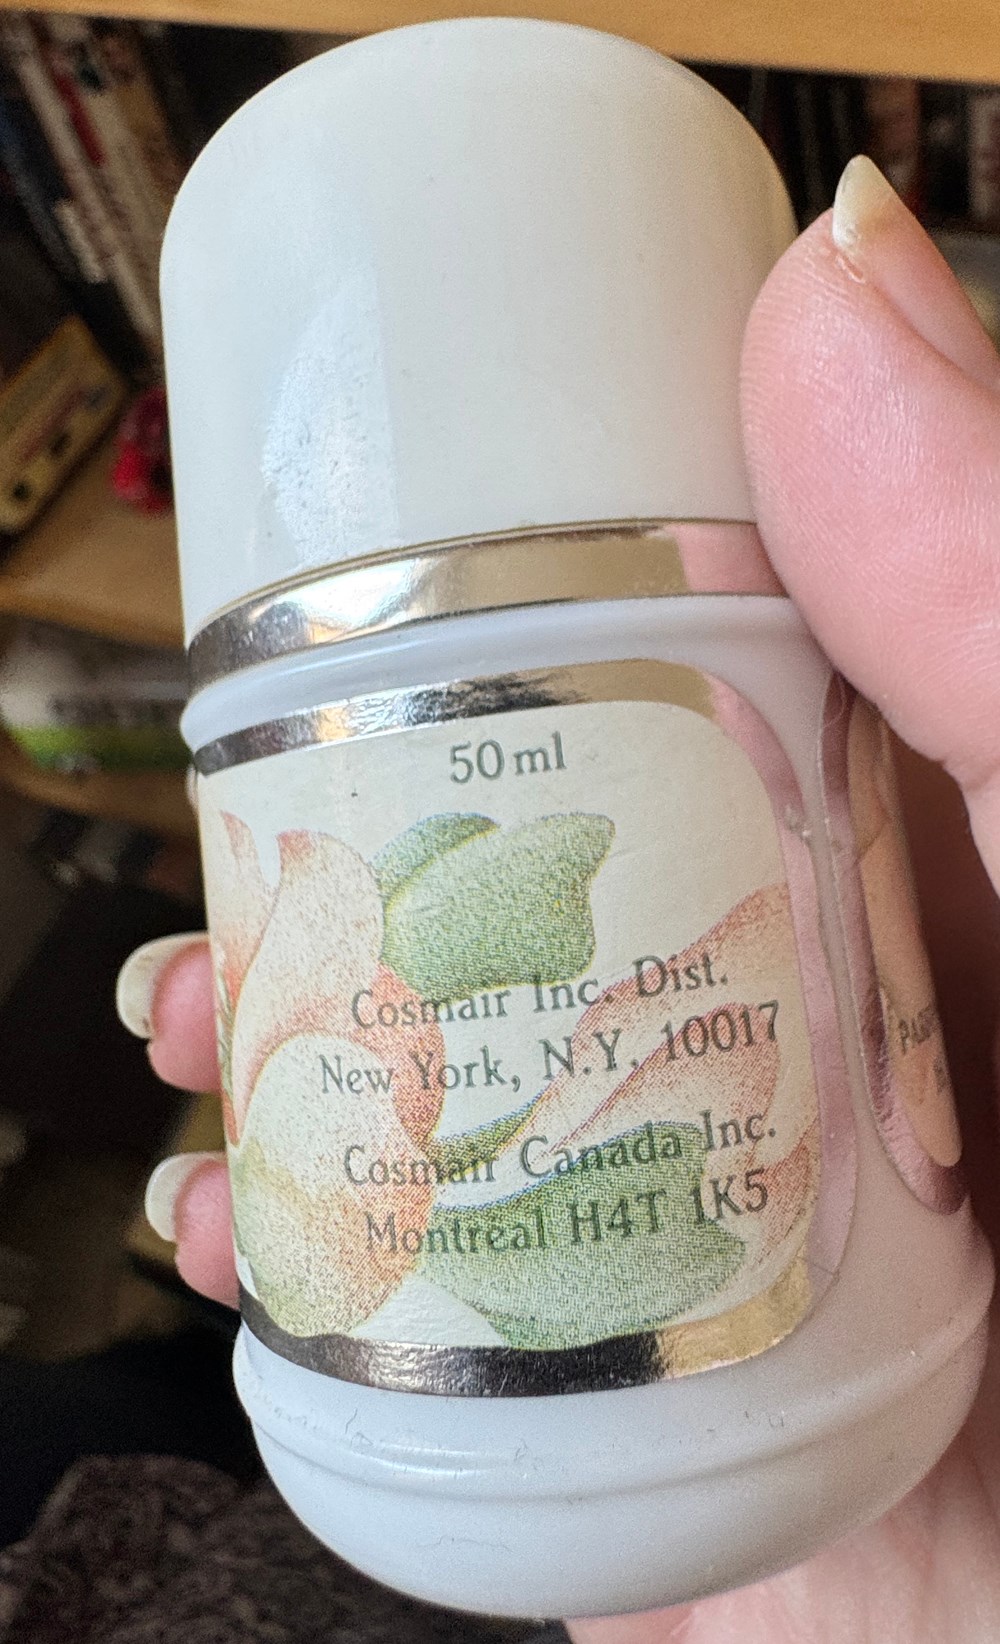 50 ml
Cosmair Inc. Dist.
New York, N.Y. 10017
Cosmair Canada Inc.
Montreal H4T 1K5